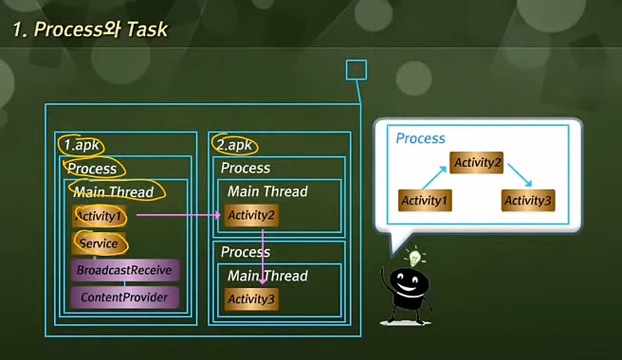 1. Process와 Task
1.apk
Process
Main Thread
Activity1
Service
BroadcastReceive
ContentProvider
2.apk
Process
Main Thread
Activity2
Process
Main Thread
Activity3
Process
Activity2
Activity1
Activity3